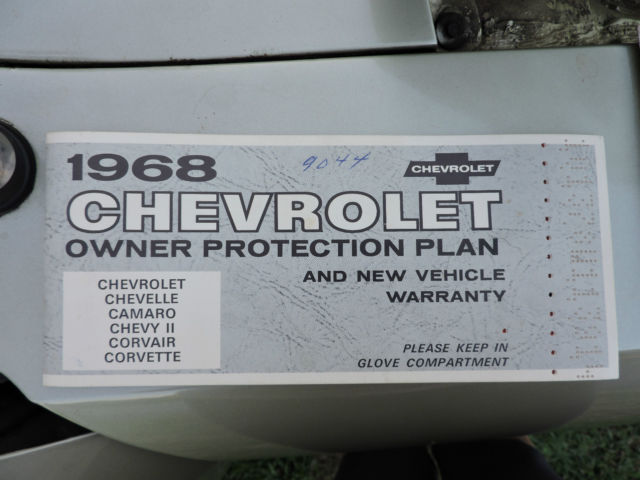 1968
9044
CHEVROLET
CHEVROLET
OWNER PROTECTION PLAN
AND NEW VEHICLE
WARRANTY
CHEVROLET
CHEVELLE
CAMARO
CHEVY II
CORVAIR
CORVETTE
PLEASE KEEP IN
GLOVE COMPARTMENT